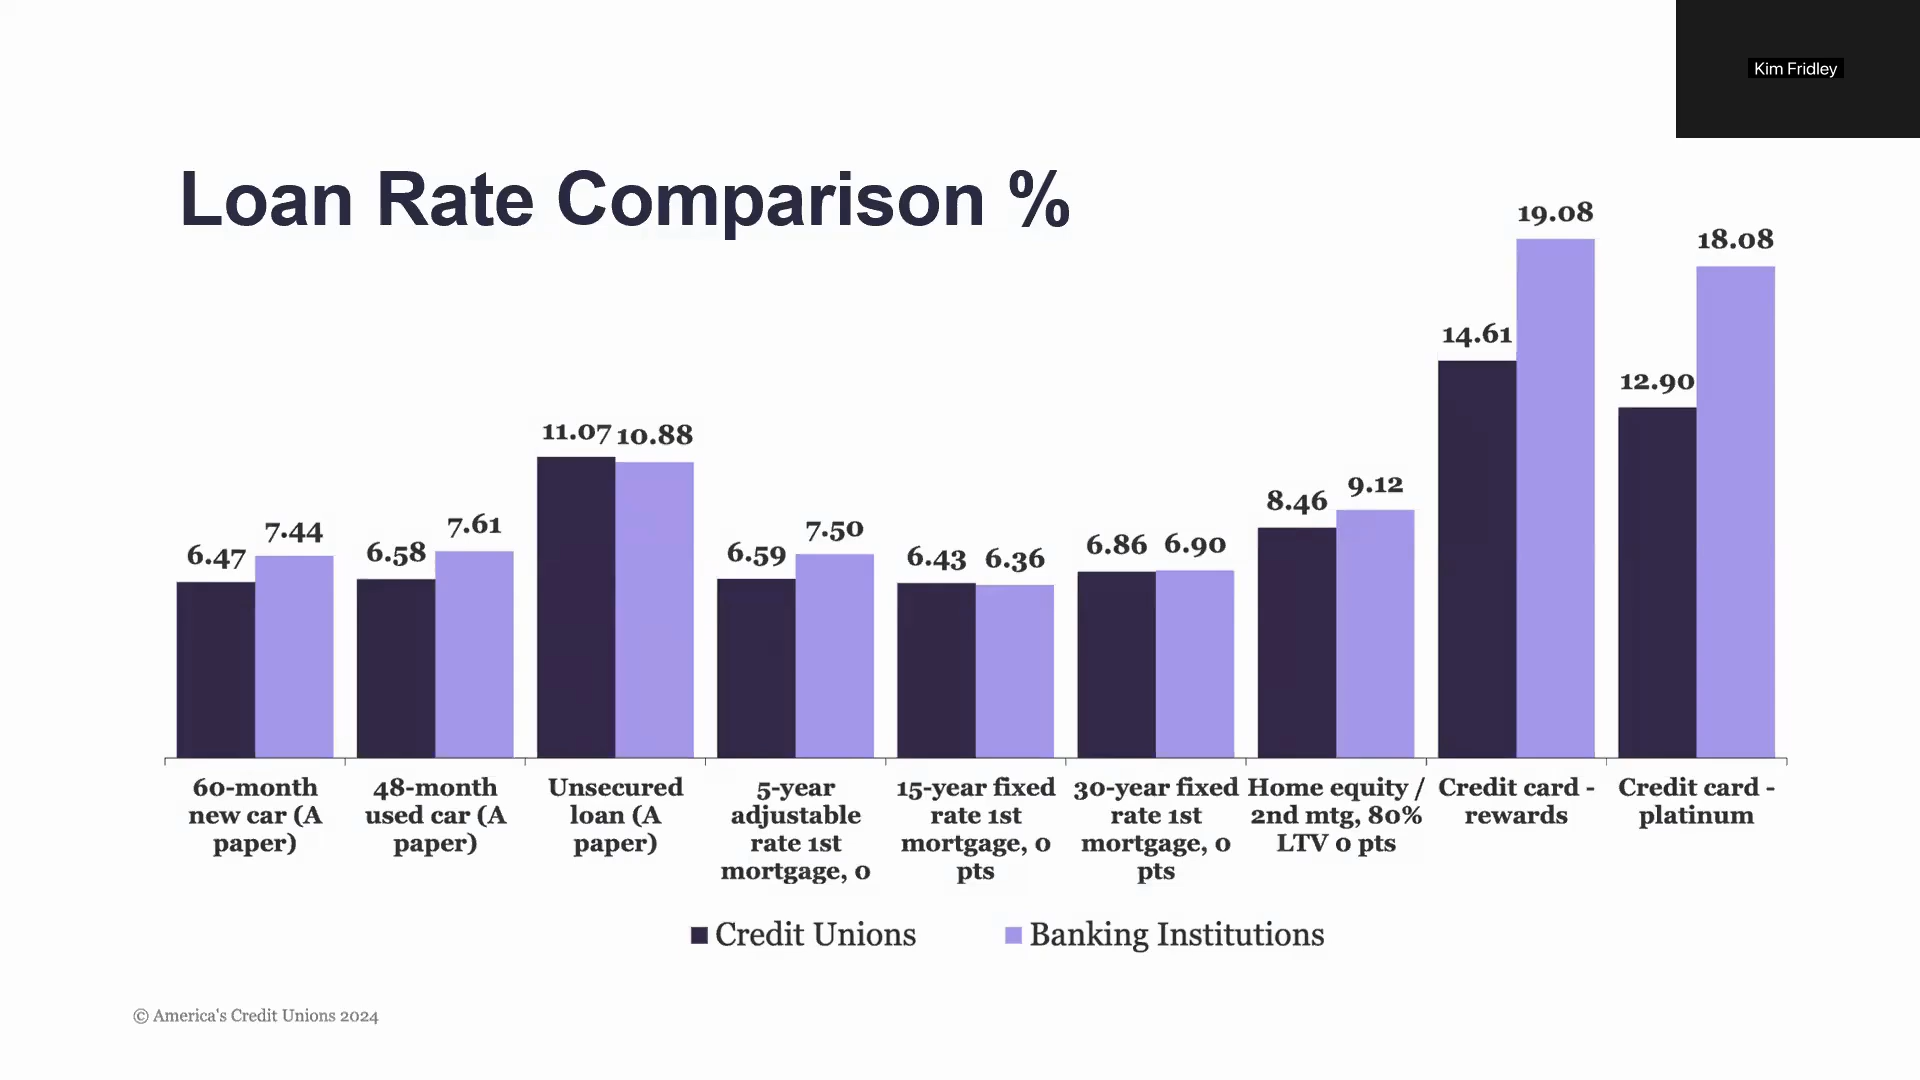 Kim Fridley
Loan Rate Comparison %
6.47
7.44
6.58
7.61
11.07
10.88
6.59
7.50
6.43
6.36
6.86
6.90
8.46
9.12
14.61
19.08
12.90
18.08
60-month
new car (A
paper)
48-month
used car (A
paper)
Unsecured
loan (A
paper)
5-year
adjustable
rate 1st
mortgage, 0
15-year fixed
rate 1st
mortgage, 0
pts
30-year fixed
rate 1st
mortgage, 0
pts
Home equity /
2nd mtg, 80%
LTV 0 pts
Credit card -
rewards
Credit card -
platinum
Credit Unions
Banking Institutions
© America's Credit Unions 2024